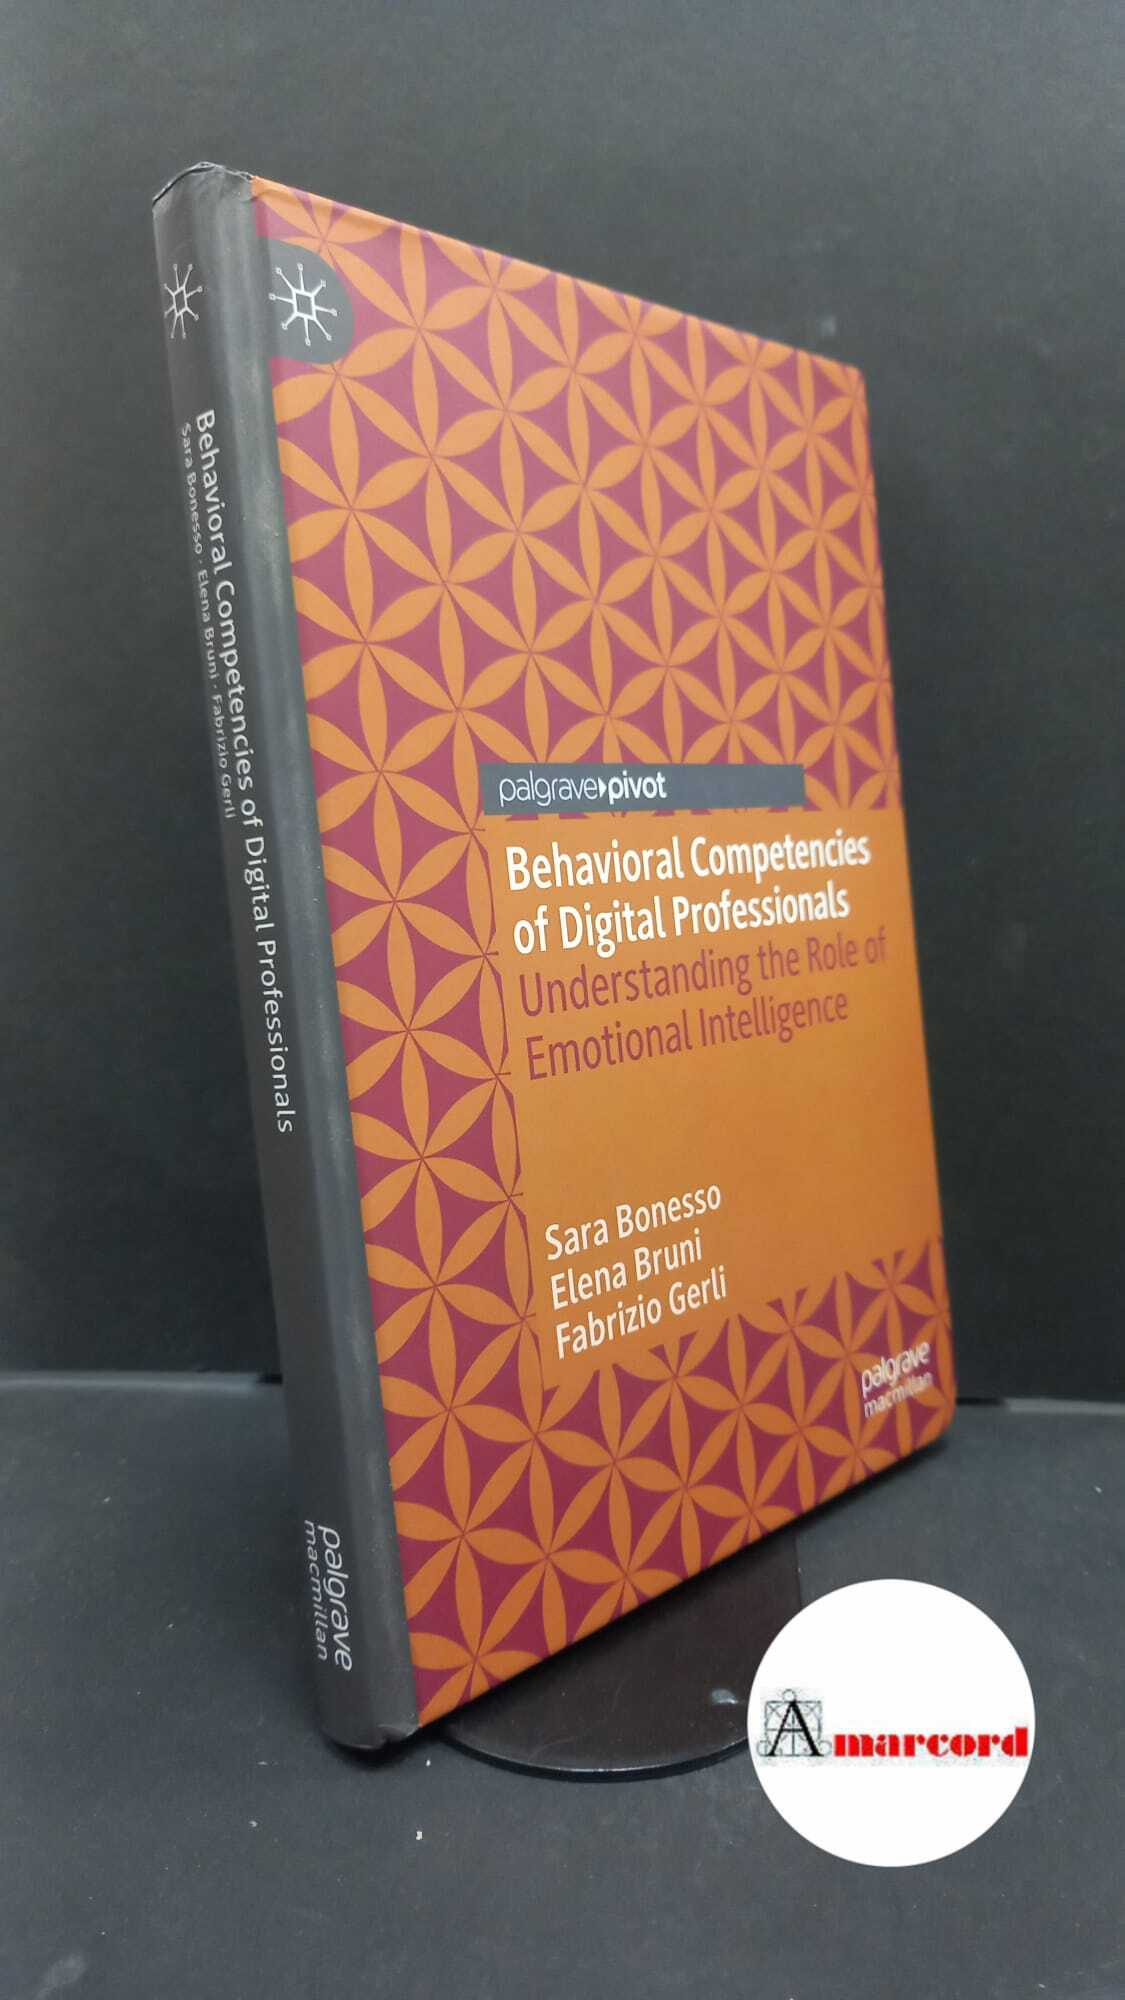 Behavioral Competencies of Digital Professionals
Sara Bonesso · Elena Bruni · Fabrizio Gerli
palgrave
macmillan
palgrave pivot
Behavioral Competencies
of Digital Professionals
Understanding the Role of
Emotional Intelligence
Sara Bonesso
Elena Bruni
Fabrizio Gerli
palgrave
macmillan
Amarcord